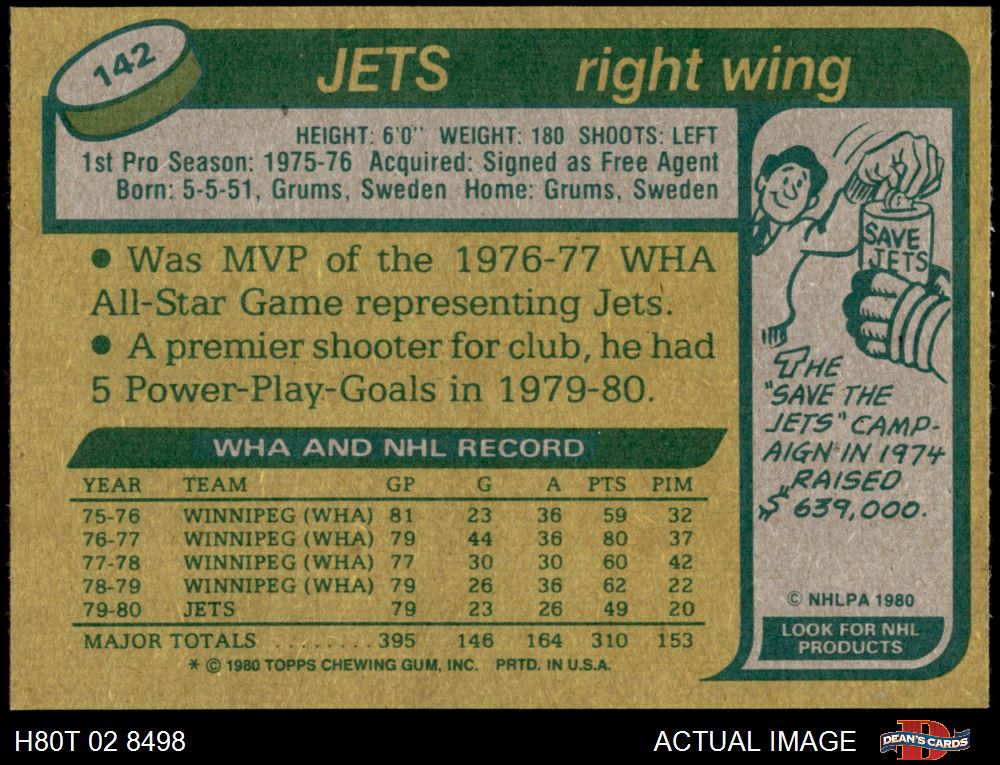 142
JETS right wing
HEIGHT: 6'0" WEIGHT: 180 SHOOTS: LEFT
1st Pro Season: 1975-76 Acquired: Signed as Free Agent
Born: 5-5-51, Grums, Sweden Home: Grums, Sweden
• Was MVP of the 1976-77 WHA
All-Star Game representing Jets.
• A premier shooter for club, he had
5 Power-Play-Goals in 1979-80.
WHA AND NHL RECORD
YEAR TEAM GP G A PTS PIM
75-76 WINNIPEG (WHA) 81 23 36 59 32
76-77 WINNIPEG (WHA) 79 44 36 80 37
77-78 WINNIPEG (WHA) 77 30 30 60 42
78-79 WINNIPEG (WHA) 79 26 36 62 22
79-80 JETS 79 23 26 49 20
MAJOR TOTALS ........ 395 146 164 310 153
* © 1980 TOPPS CHEWING GUM, INC. PRTD. IN U.S.A.
SAVE
JETS
THE
"SAVE THE
JETS" CAMP-
AIGN IN 1974
RAISED
$639,000.
© NHLPA 1980
LOOK FOR NHL
PRODUCTS
H80T 02 8498
ACTUAL IMAGE
D
DEAN'S CARDS